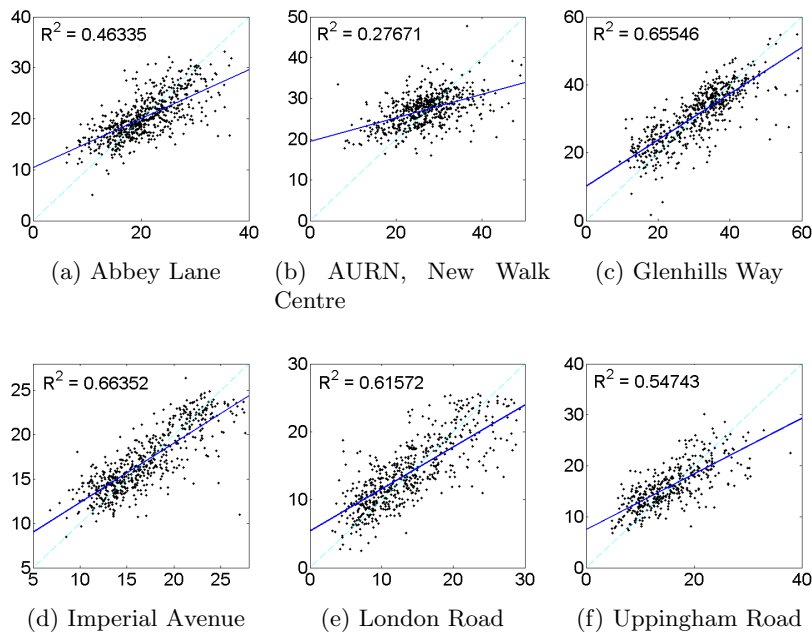 R2 = 0.46335
40
30
20
10
0
0 20 40
(a) Abbey Lane
R2 = 0.27671
50
40
30
20
10
0
0 20 40
(b) AURN, New Walk
Centre
R2 = 0.65546
60
40
20
0
0 20 40 60
(c) Glenhills Way
R2 = 0.66352
25
20
15
10
5
5 10 15 20 25
(d) Imperial Avenue
R2 = 0.61572
30
20
10
0
0 10 20 30
(e) London Road
R2 = 0.54743
40
30
20
10
0
0 20 40
(f) Uppingham Road